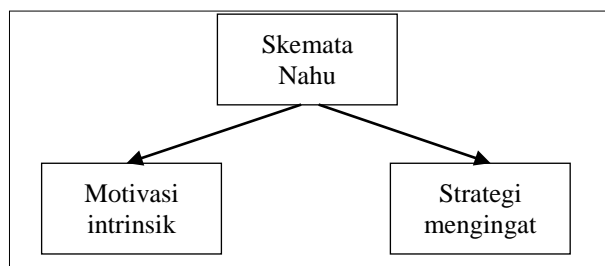 Skemata
Nahu
Motivasi
intrinsik
Strategi
mengingat